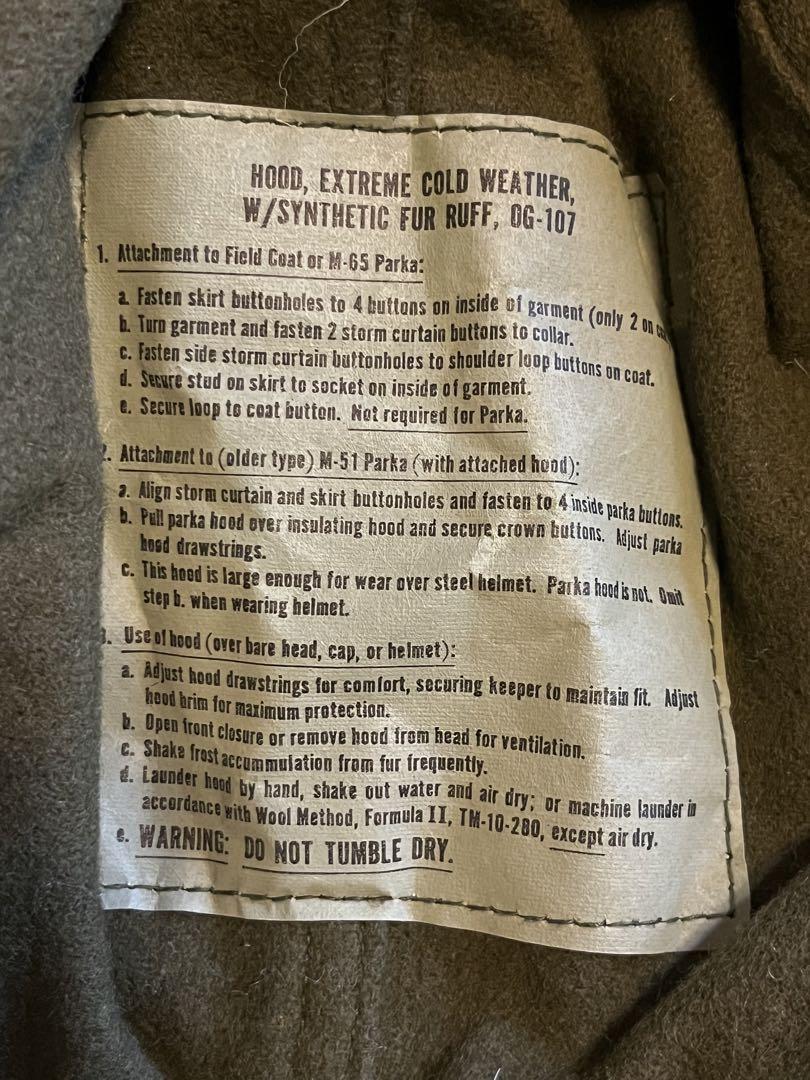 HOOD, EXTREME COLD WEATHER,
W/SYNTHETIC FUR RUFF, OG-107
1. Attachment to Field Coat or M-65 Parka:
a. Fasten skirt buttonholes to 4 buttons on inside of garment (only 2 on
b. Turn garment and fasten 2 storm curtain buttons to collar.
c. Fasten side storm curtain buttonholes to shoulder loop buttons on coat.
d. Secure stud on skirt to socket on inside of garment.
e. Secure loop to coat button. Not required for Parka.
2. Attachment to (older type) M-51 Parka (with attached hood):
a. Align storm curtain and skirt buttonholes and fasten to 4 inside parka buttons.
b. Pull parka hood over insulating hood and secure crown buttons. Adjust parka
hood drawstrings.
c. This hood is large enough for wear over steel helmet. Parka hood is not. Omit
step b. when wearing helmet.
3. Use of hood (over bare head, cap, or helmet):
a. Adjust hood drawstrings for comfort, securing keeper to maintain fit. Adjust
hood brim for maximum protection.
b. Open front closure or remove hood from head for ventilation.
c. Shake frost accummulation from fur frequently.
d. Launder hood by hand, shake out water and air dry; or machine launder in
accordance with Wool Method, Formula II, TM-10-280, except air dry.
e. WARNING: DO NOT TUMBLE DRY.